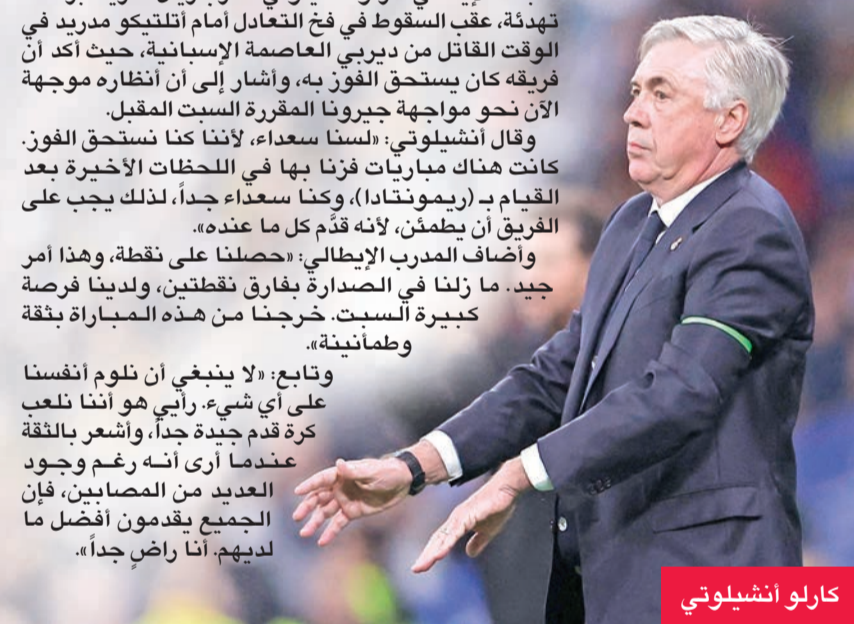 تهدئة، عقب السقوط في فخ التعادل أمام أتلتيكو مدريد في
الوقت القاتل من ديربي العاصمة الإسبانية، حيث أكد أن
فريقه كان يستحق الفوز به، وأشار إلى أن أنظاره موجهة
الآن نحو مواجهة جيرونا المقررة السبت المقبل.
وقال أنشيلوتي: «لسنا سعداء، لأننا كنا نستحق الفوز.
كانت هناك مباريات فزنا بها في اللحظات الأخيرة بعد
القيام بـ (ريمونتادا)، وكنا سعداء جداً، لذلك يجب على
الفريق أن يطمئن، لأنه قدَّم كل ما عنده».
وأضاف المدرب الإيطالي: «حصلنا على نقطة، وهذا أمر
جيد. ما زلنا في الصدارة بفارق نقطتين، ولدينا فرصة
كبيرة السبت. خرجنا من هذه المباراة بثقة
وطمأنينة».
وتابع: «لا ينبغي أن نلوم أنفسنا
على أي شيء. رأيي هو أننا نلعب
كرة قدم جيدة جداً، وأشعر بالثقة
عندما أرى أنه رغم وجود
العديد من المصابين، فإن
الجميع يقدمون أفضل ما
لديهم. أنا راضٍ جداً».
كارلو أنشيلوتي